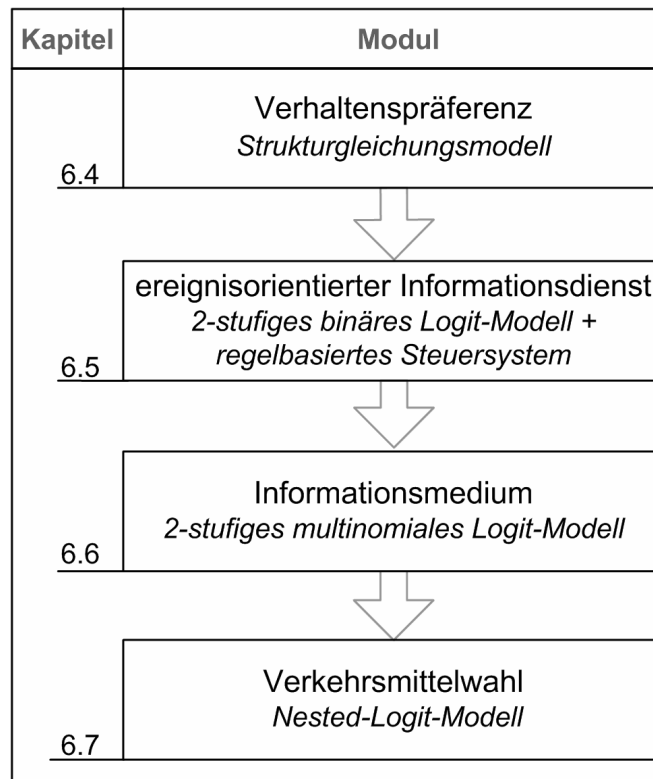 Kapitel Modul
Verhaltenspräferenz
Strukturgleichungsmodell
6.4
ereignisorientierter Informationsdienst
2-stufiges binäres Logit-Modell +
regelbasiertes Steuersystem
6.5
Informationsmedium
2-stufiges multinomiales Logit-Modell
6.6
Verkehrsmittelwahl
Nested-Logit-Modell
6.7